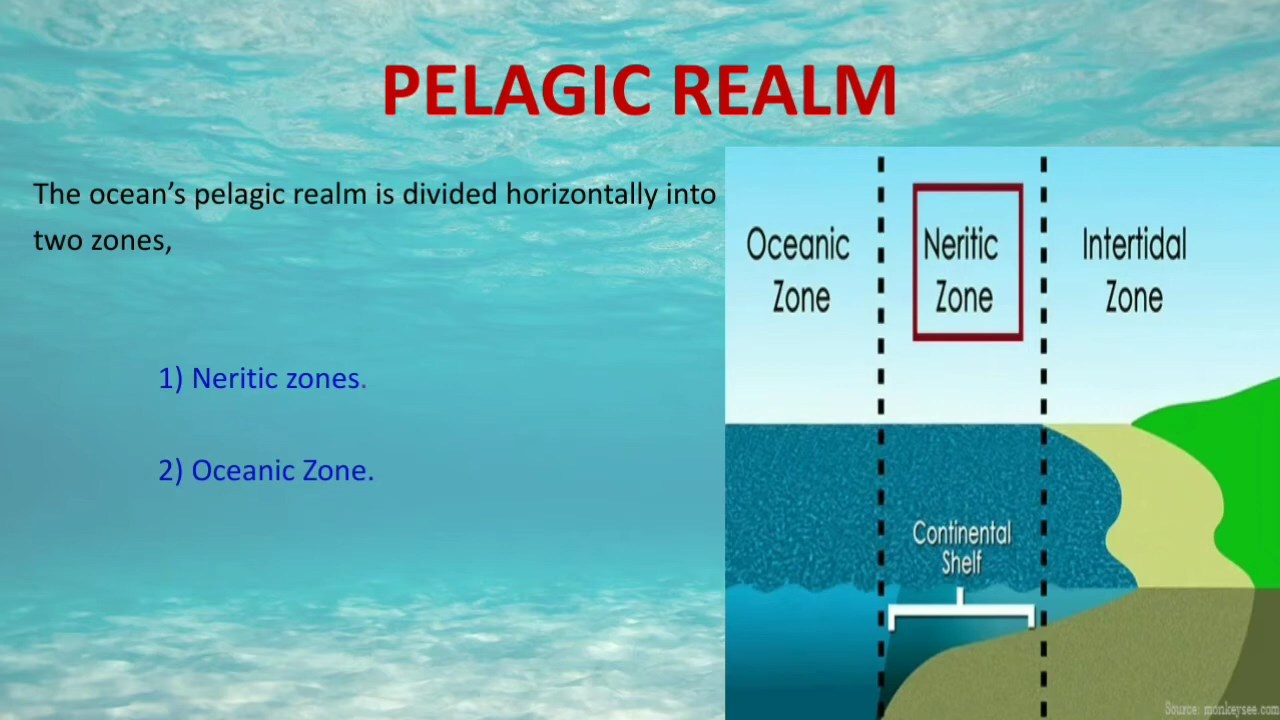 PELAGIC REALM
The ocean’s pelagic realm is divided horizontally into
two zones,
1) Neritic zones.
2) Oceanic Zone.
Oceanic
Zone
Neritic
Zone
Intertidal
Zone
Continental
Shelf
Source: monkeysee.com